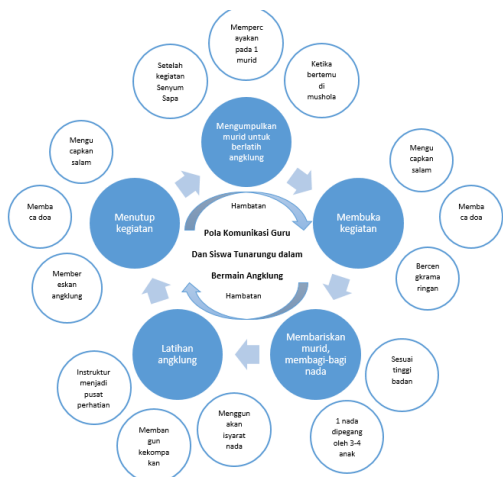 Memperc
ayakan
pada 1
murid
Setelah
kegiatan
Senyum
Sapa
Ketika
bertemu
di
mushola
Mengumpulkan
murid untuk
berlatih
angklung
Mengu
capkan
salam
Memba
ca doa
Member
eskan
angklung
Menutup
kegiatan
Hambatan
Pola Komunikasi Guru
Dan Siswa Tunarungu dalam
Bermain Angklung
Hambatan
Membuka
kegiatan
Mengu
capkan
salam
Memba
ca doa
Bercen
gkrama
ringan
Latihan
angklung
Membariskan
murid,
membagi-bagi
nada
Instruktur
menjadi
pusat
perhatian
Memban
gun
kekompa
kan
Menggun
akan
isyarat
nada
Sesuai
tinggi
badan
1 nada
dipegang
oleh 3-4
anak